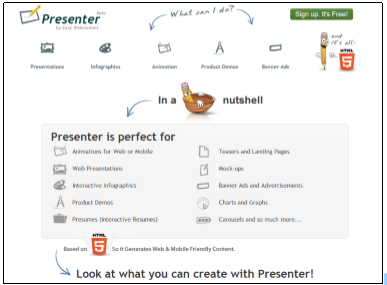 What can I do?
Sign up. It's Free!
Presenter Beta
by Easy WebContent
and it's all:
HTML
5
Presentations
Infographics
Animation
Product Demos
Banner Ads
In a nutshell
Presenter is perfect for
Animations for Web or Mobile
Teasers and Landing Pages
Web Presentations
Mock-ups
Interactive Infographics
Banner Ads and Advertisements
Product Demos
Charts and Graphs
Presumes (Interactive Resumes)
Carousels and so much more...
HTML
Based on 5 So it Generates Web & Mobile Friendly Content.
Look at what you can create with Presenter!